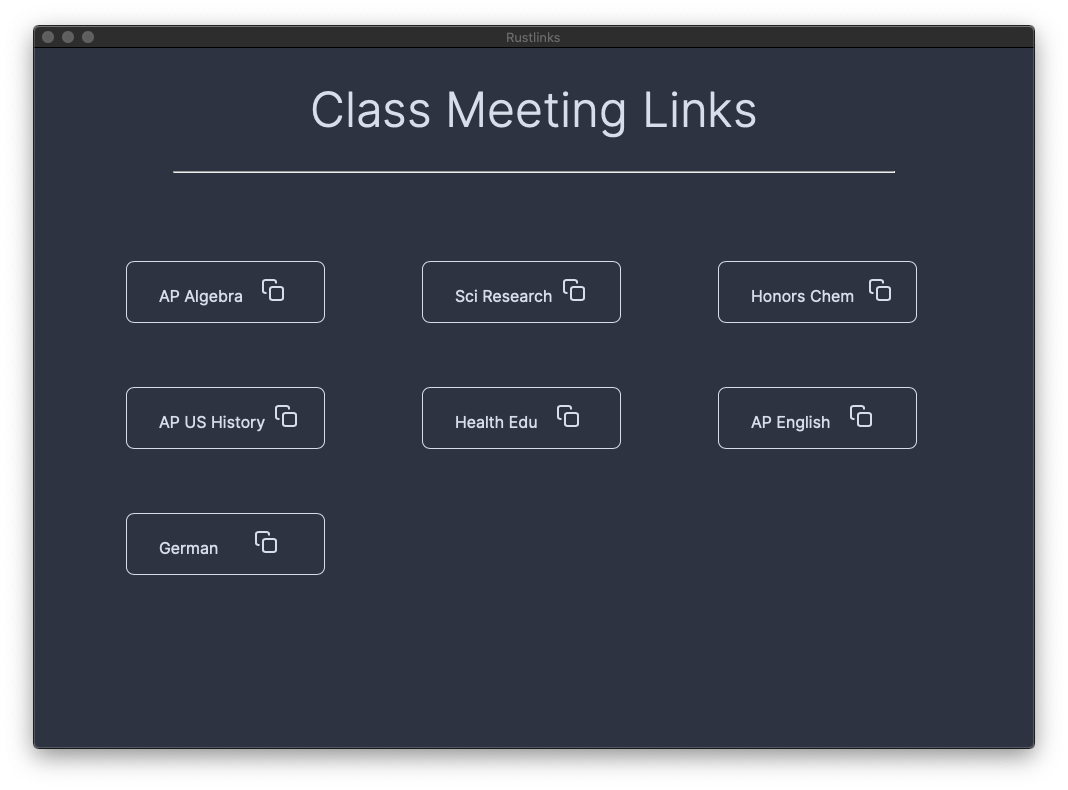 Rustlinks
Class Meeting Links
AP Algebra
Sci Research
Honors Chem
AP US History
Health Edu
AP English
German